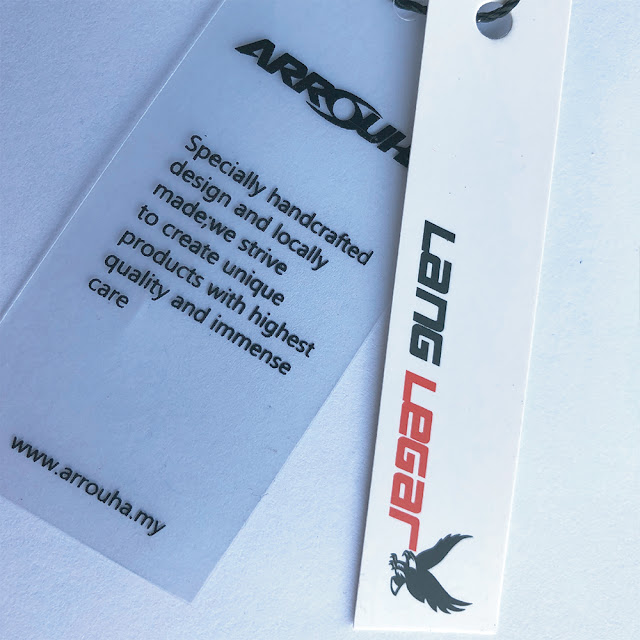 ARROUHA
Specially handcrafted
design and locally
made,we strive
to create unique
products with highest
quality and immense
care
www.arrouha.my
LANG LEGAR